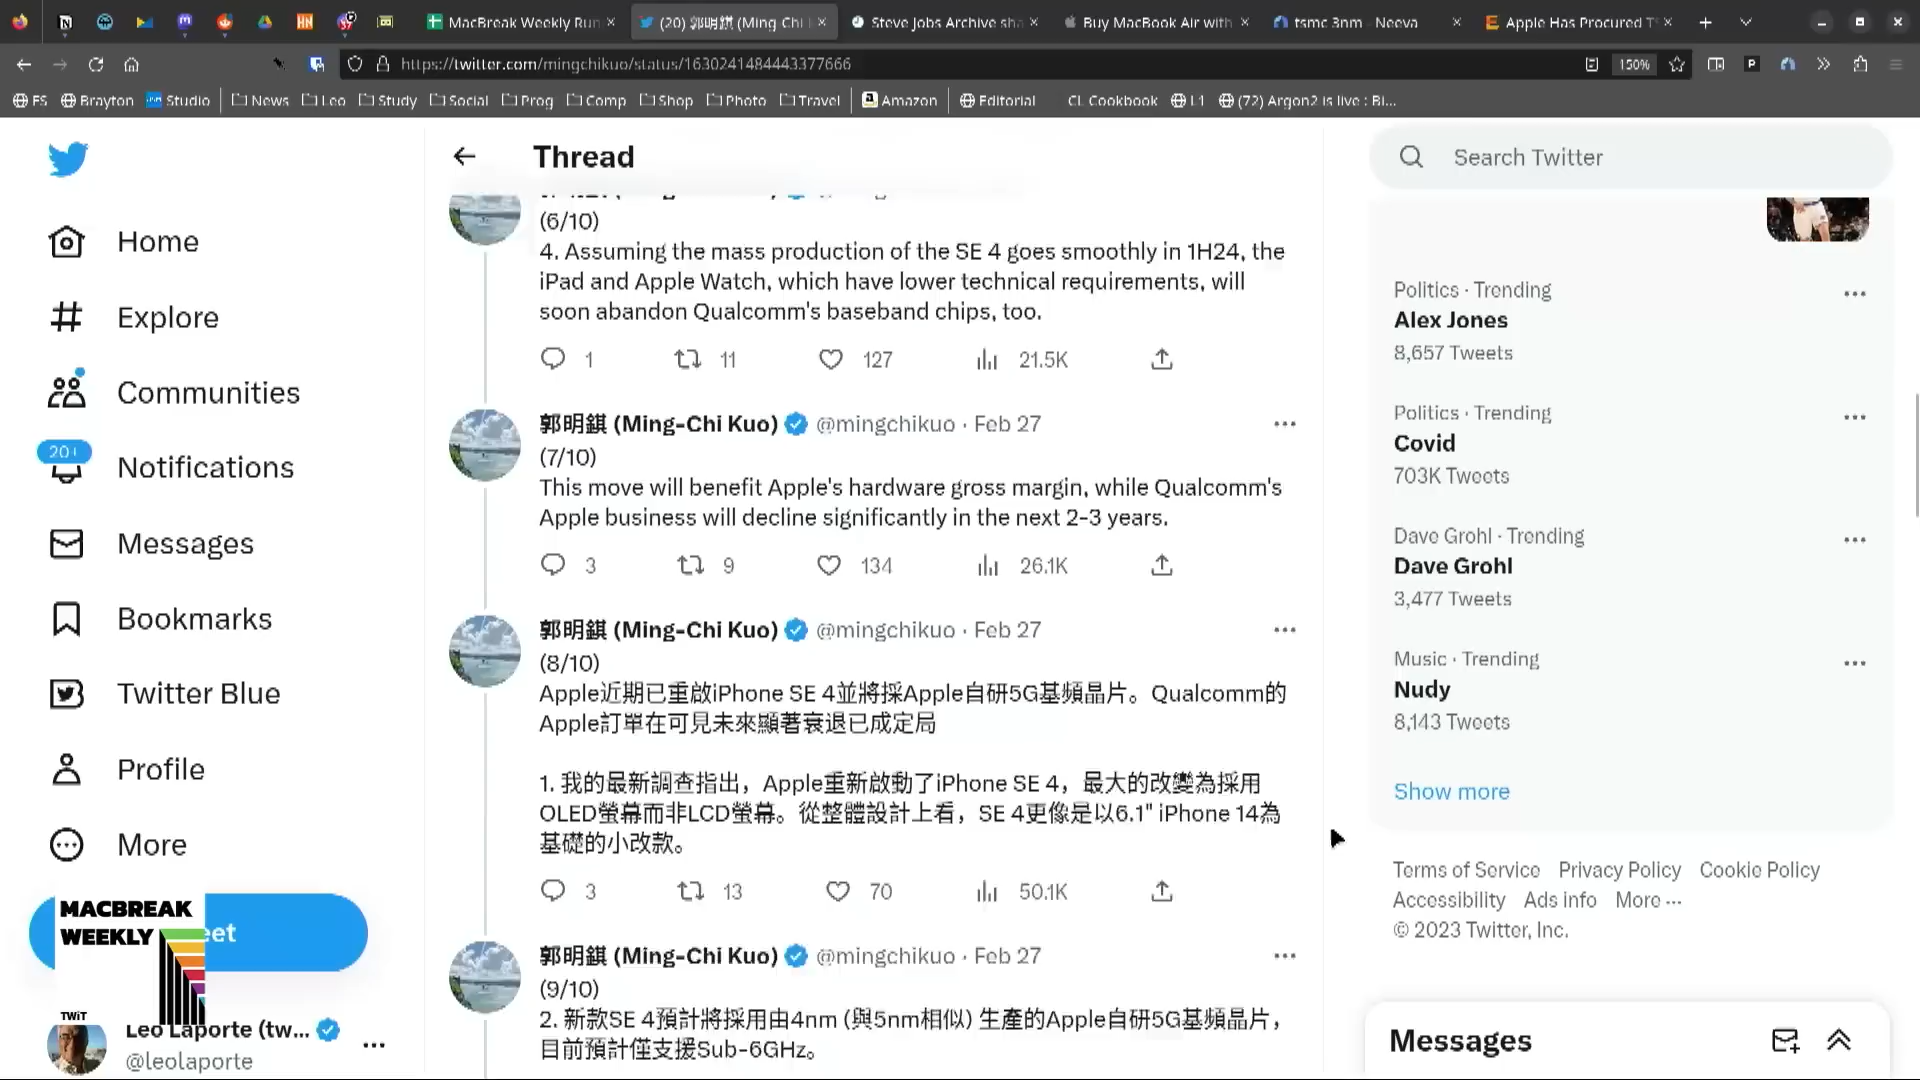 MacBreak Weekly Run
(20) 郭明錤 (Ming-Chi
Steve Jobs Archive sha
Buy MacBook Air with
tsmc 3nm - Neeva
Apple Has Procured T
https://twitter.com/mingchikuo/status/1630241484443377666
150%
FS
Brayton
Studio
News
Leo
Study
Social
Prog
Comp
Shop
Photo
Travel
Amazon
Editorial
CL Cookbook
L1
(72) Argon2 is live : Bi...
Home
Explore
Communities
20+
Notifications
Messages
Bookmarks
Twitter Blue
Profile
More
eet
MACBREAK
WEEKLY
TWiT
Leo Laporte (tw...
@leolaporte
Thread
(6/10)
4. Assuming the mass production of the SE 4 goes smoothly in 1H24, the
iPad and Apple Watch, which have lower technical requirements, will
soon abandon Qualcomm's baseband chips, too.
1 11 127 21.5K
郭明錤 (Ming-Chi Kuo) @mingchikuo · Feb 27
(7/10)
This move will benefit Apple's hardware gross margin, while Qualcomm's
Apple business will decline significantly in the next 2-3 years.
3 9 134 26.1K
郭明錤 (Ming-Chi Kuo) @mingchikuo · Feb 27
(8/10)
Apple近期已重啟iPhone SE 4並將採Apple自研5G基頻晶片。Qualcomm的
Apple訂單在可見未來顯著衰退已成定局
1. 我的最新調查指出，Apple重新啟動了iPhone SE 4，最大的改變為採用
OLED螢幕而非LCD螢幕。從整體設計上看，SE 4更像是以6.1" iPhone 14為
基礎的小改款。
3 13 70 50.1K
郭明錤 (Ming-Chi Kuo) @mingchikuo · Feb 27
(9/10)
2. 新款SE 4預計將採用由4nm (與5nm相似) 生產的Apple自研5G基頻晶片，
目前預計僅支援Sub-6GHz。
Search Twitter
Politics · Trending
Alex Jones
8,657 Tweets
Politics · Trending
Covid
703K Tweets
Dave Grohl · Trending
Dave Grohl
3,477 Tweets
Music · Trending
Nudy
8,143 Tweets
Show more
Terms of Service Privacy Policy Cookie Policy
Accessibility Ads info More ···
© 2023 Twitter, Inc.
Messages